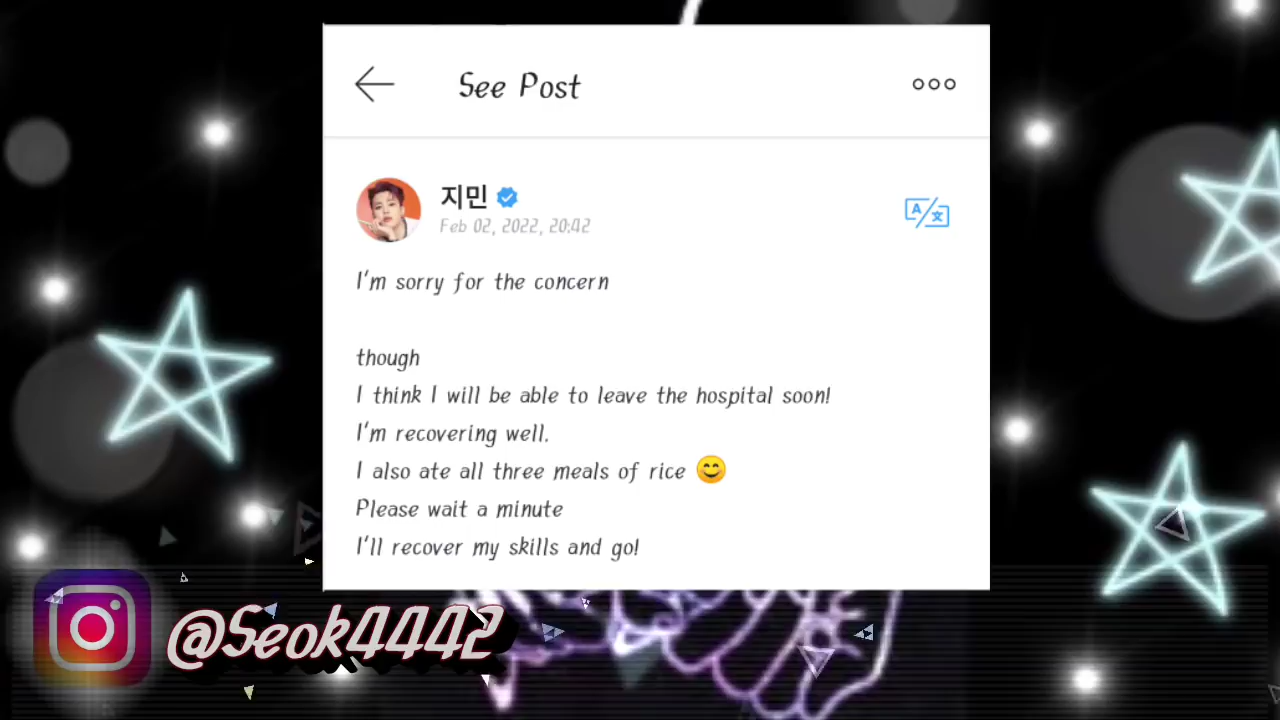 See Post
지민
Feb 02, 2022, 20:42
A/文
I'm sorry for the concern
though
I think I will be able to leave the hospital soon!
I'm recovering well.
I also ate all three meals of rice 😊
Please wait a minute
I'll recover my skills and go!
@Seok4442